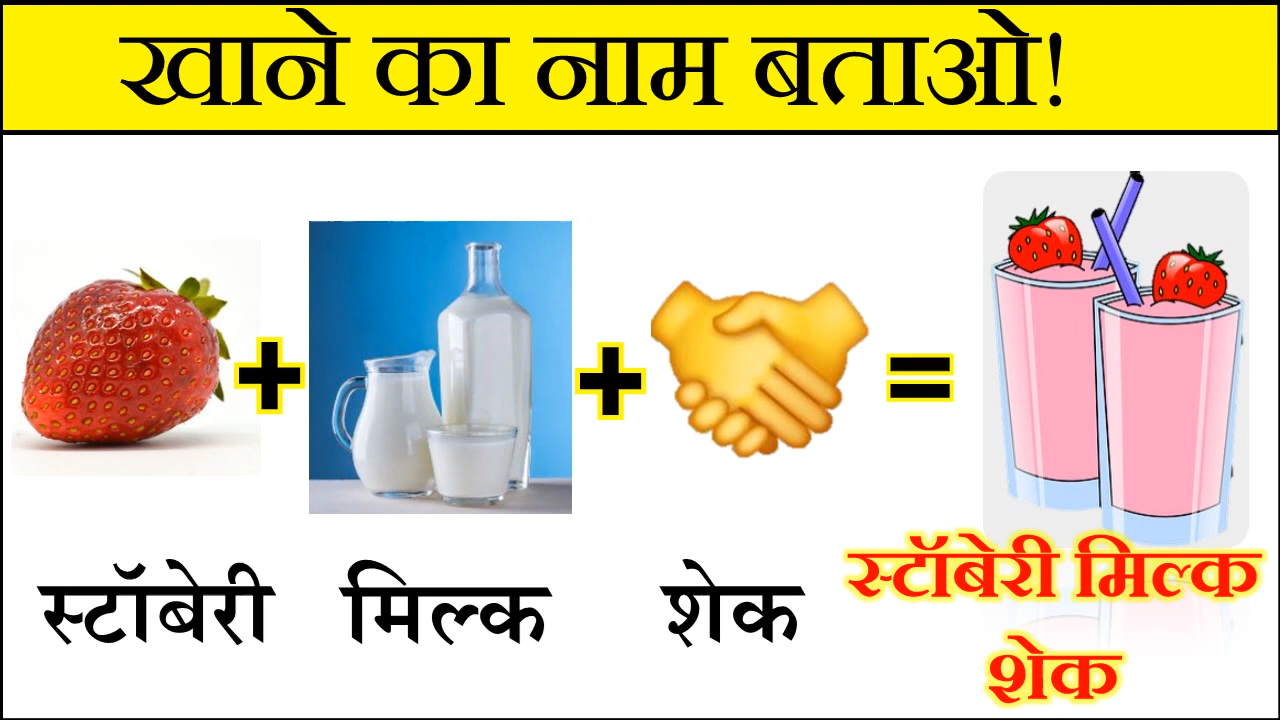 खाने का नाम बताओ!
+ + =
स्टॉबेरी मिल्क शेक
स्टॉबेरी मिल्क
शेक